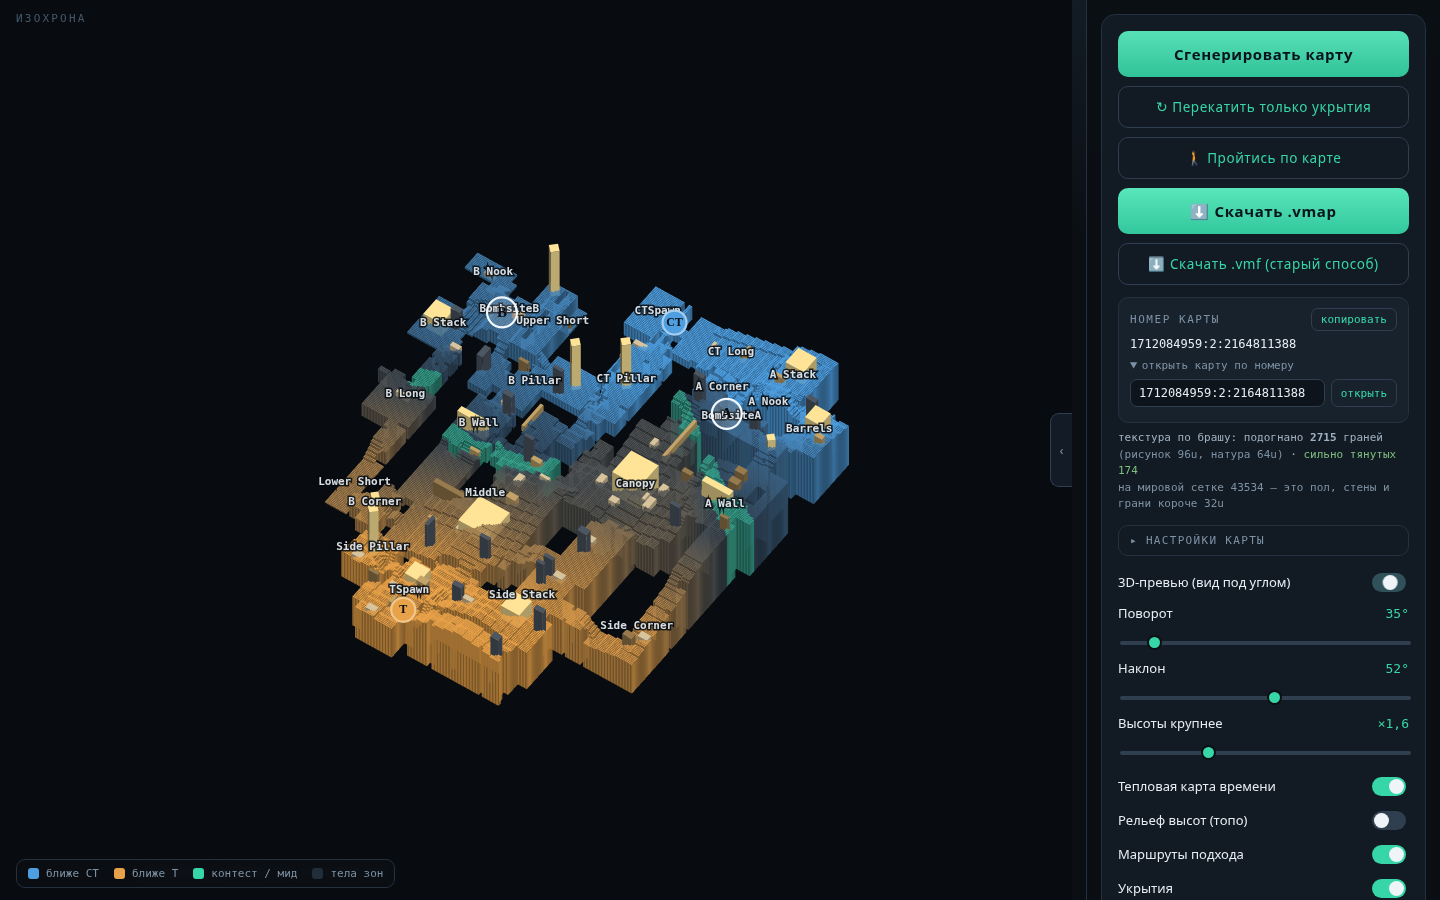 ИЗОХРОНА
B Nook
BombsiteB
B Stack
Upper Short
CTSpawn
CT
CT Long
A Stack
B Pillar
CT Pillar
A Corner
B Long
A Nook
BombsiteA
B Wall
Barrels
Lower Short
Canopy
Middle
B Corner
A Wall
Side Pillar
TSpawn
Side Stack
T
Side Corner
ближе CT
ближе T
контест / мид
тела зон
‹
Сгенерировать карту
↻ Перекатить только укрытия
🚶 Пройтись по карте
⬇️ Скачать .vmap
⬇️ Скачать .vmf (старый способ)
НОМЕР КАРТЫ
копировать
1712084959:2:2164811388
▼ открыть карту по номеру
1712084959:2:2164811388
открыть
текстура по брашу: подогнано 2715 граней
(рисунок 96u, натура 64u) · сильно тянутых
174
на мировой сетке 43534 — это пол, стены и
грани короче 32u
▸ НАСТРОЙКИ КАРТЫ
3D-превью (вид под углом)
Поворот 35°
Наклон 52°
Высоты крупнее ×1,6
Тепловая карта времени
Рельеф высот (топо)
Маршруты подхода
Укрытия